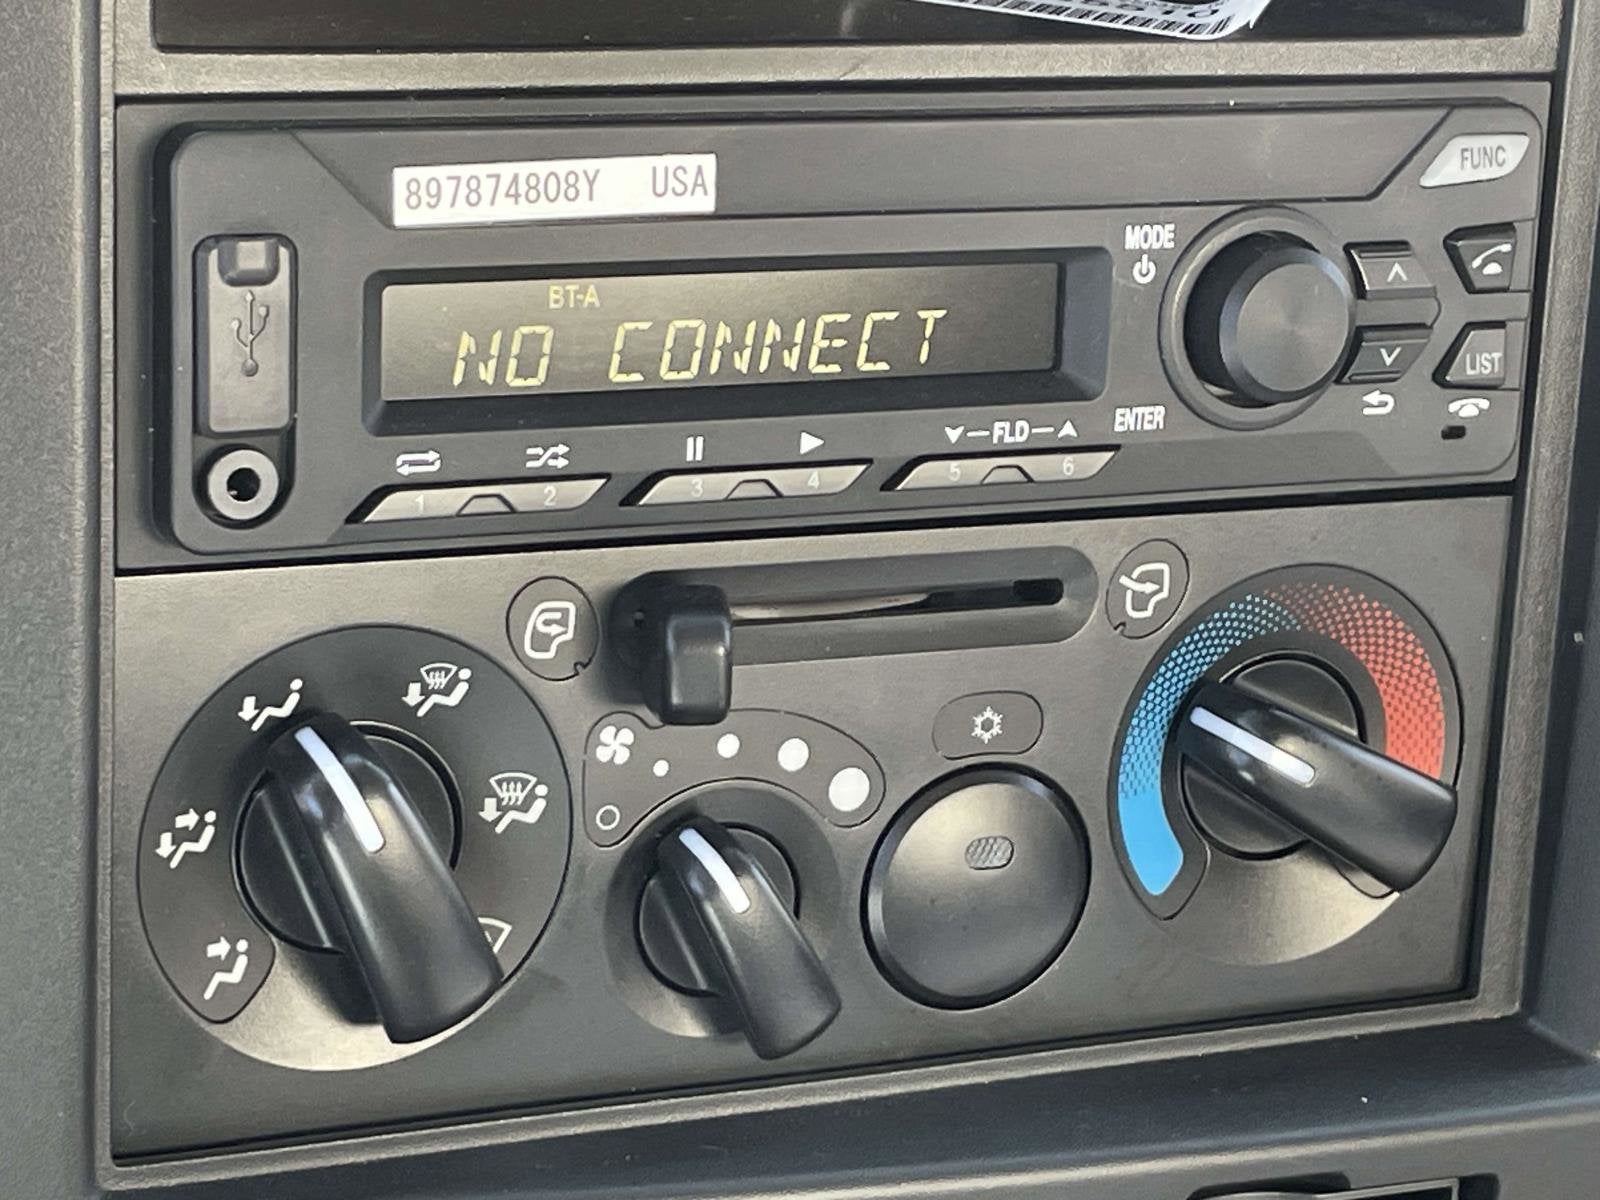 897874808Y USA
FUNC
MODE
BT-A
NO CONNECT
LIST
ENTER
FLD
1 2 3 4 5 6